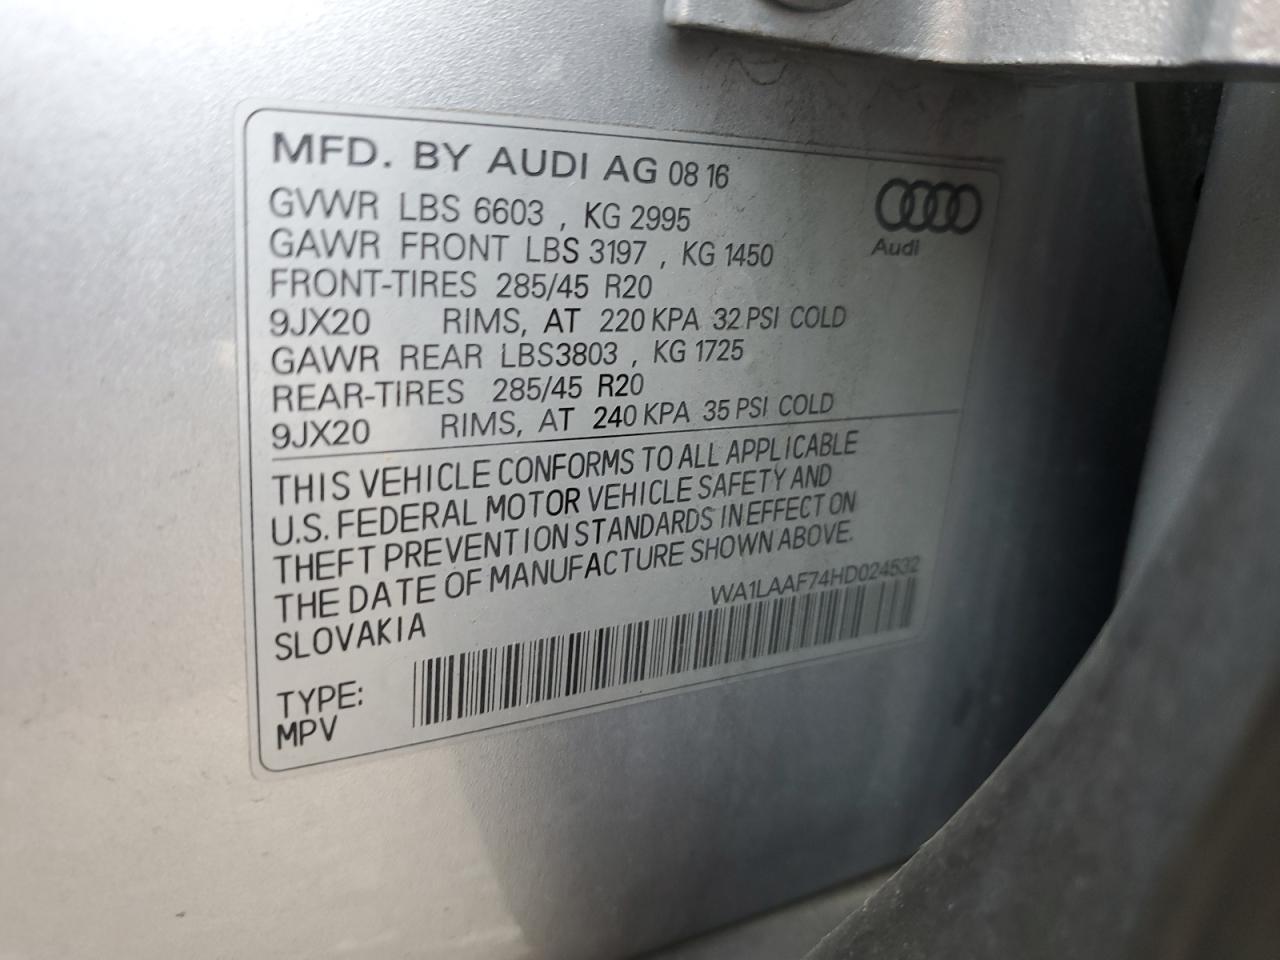 MFD. BY AUDI AG 08 16
GVWR LBS 6603 , KG 2995
GAWR FRONT LBS 3197 , KG 1450
FRONT-TIRES 285/45 R20
9JX20 RIMS, AT 220 KPA 32 PSI COLD
GAWR REAR LBS3803 , KG 1725
REAR-TIRES 285/45 R20
9JX20 RIMS, AT 240 KPA 35 PSI COLD
Audi
THIS VEHICLE CONFORMS TO ALL APPLICABLE
U.S. FEDERAL MOTOR VEHICLE SAFETY AND
THEFT PREVENTION STANDARDS IN EFFECT ON
THE DATE OF MANUFACTURE SHOWN ABOVE.
SLOVAKIA
WA1LAAF74HD024532
TYPE:
MPV